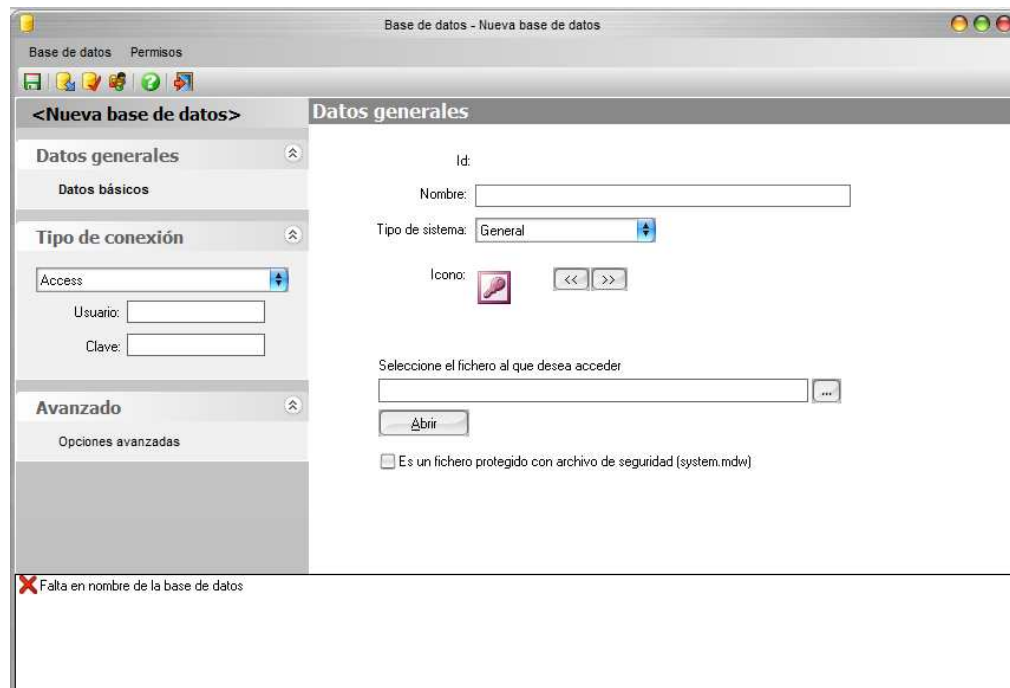 Base de datos - Nueva base de datos
Base de datos Permisos
<Nueva base de datos>
Datos generales
Datos básicos
Tipo de conexión
Access
Usuario:
Clave:
Avanzado
Opciones avanzadas
Datos generales
Id:
Nombre:
Tipo de sistema: General
Icono: << >>
Seleccione el fichero al que desea acceder
...
Abrir
Es un fichero protegido con archivo de seguridad (system.mdw)
Falta en nombre de la base de datos